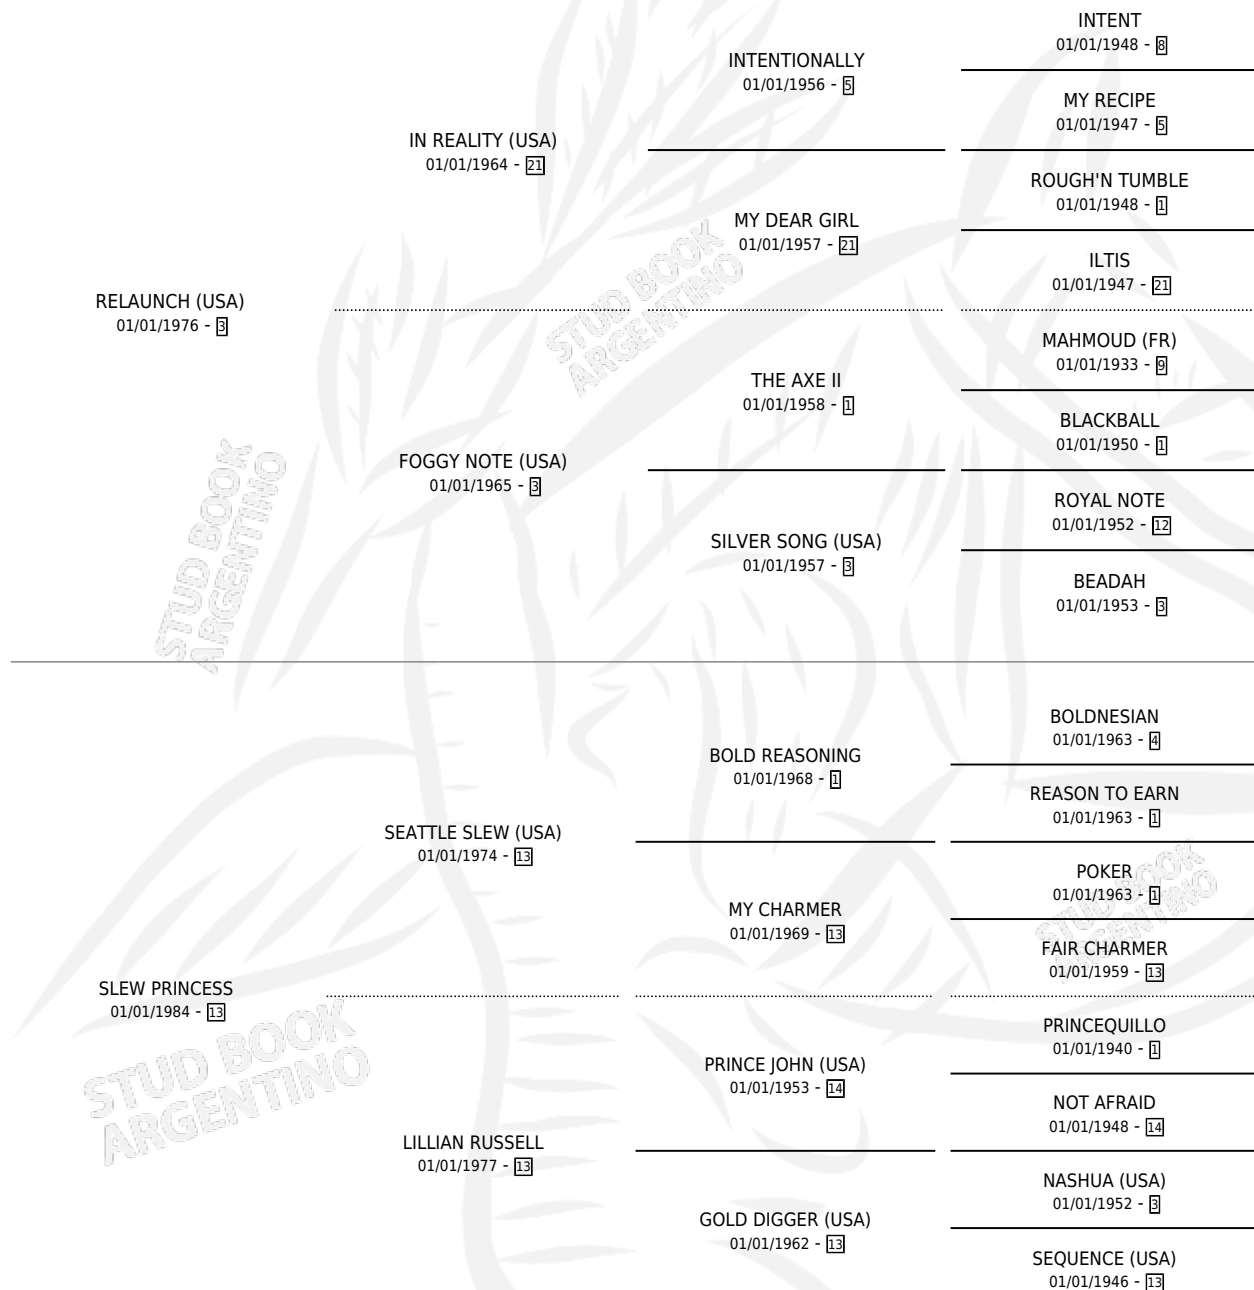 INTENT
01/01/1948 - 8
INTENTIONALLY
01/01/1956 - 5
MY RECIPE
01/01/1947 - 5
IN REALITY (USA)
01/01/1964 - 21
ROUGH'N TUMBLE
01/01/1948 - 1
MY DEAR GIRL
01/01/1957 - 21
ILTIS
01/01/1947 - 21
RELAUNCH (USA)
01/01/1976 - 3
MAHMOUD (FR)
01/01/1933 - 9
THE AXE II
01/01/1958 - 1
BLACKBALL
01/01/1950 - 1
FOGGY NOTE (USA)
01/01/1965 - 3
ROYAL NOTE
01/01/1952 - 12
SILVER SONG (USA)
01/01/1957 - 3
BEADAH
01/01/1953 - 3
BOLDNESIAN
01/01/1963 - 4
BOLD REASONING
01/01/1968 - 1
REASON TO EARN
01/01/1963 - 1
SEATTLE SLEW (USA)
01/01/1974 - 13
POKER
01/01/1963 - 1
MY CHARMER
01/01/1969 - 13
FAIR CHARMER
01/01/1959 - 13
SLEW PRINCESS
01/01/1984 - 13
PRINCEQUILLO
01/01/1940 - 1
PRINCE JOHN (USA)
01/01/1953 - 14
NOT AFRAID
01/01/1948 - 14
LILLIAN RUSSELL
01/01/1977 - 13
NASHUA (USA)
01/01/1952 - 3
GOLD DIGGER (USA)
01/01/1962 - 13
SEQUENCE (USA)
01/01/1946 - 13
STUD BOOK
ARGENTINO
STUD BOOK
ARGENTINO
STUD BOOK
ARGENTINO
STUD BOOK
ARGENTINO